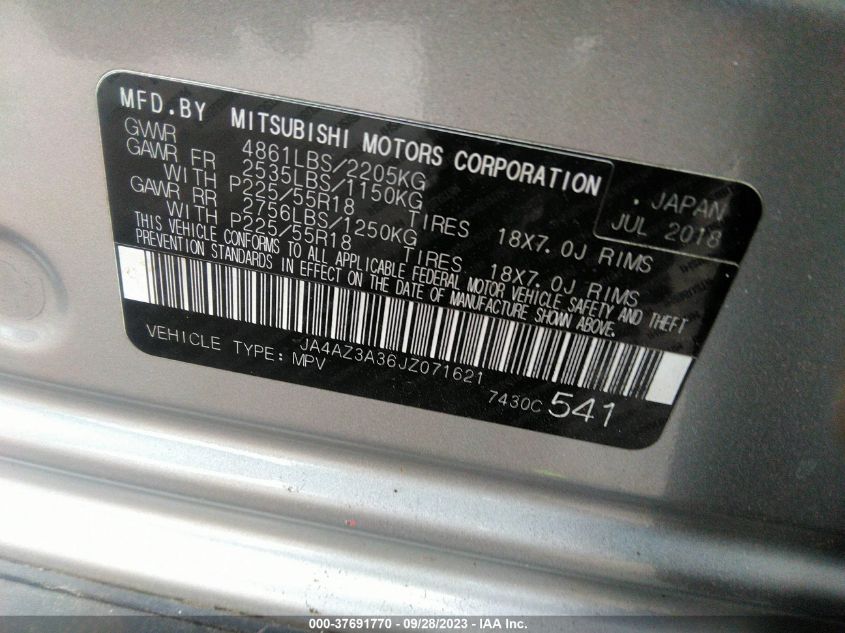 MFD.BY MITSUBISHI MOTORS CORPORATION
. JAPAN
JUL 2018
GVWR 4861LBS/2205KG
GAWR FR 2535LBS/1150KG
WITH P225/55R18 TIRES 18X7.0J RIMS
GAWR RR 2756LBS/1250KG
WITH P225/55R18 TIRES 18X7.0J RIMS
THIS VEHICLE CONFORMS TO ALL APPLICABLE FEDERAL MOTOR VEHICLE SAFETY AND THEFT
PREVENTION STANDARDS IN EFFECT ON THE DATE OF MANUFACTURE SHOWN ABOVE.
JA4AZ3A36JZ071621
VEHICLE TYPE: MPV
7430C 541
000-37691770 - 09/28/2023 - IAA Inc.